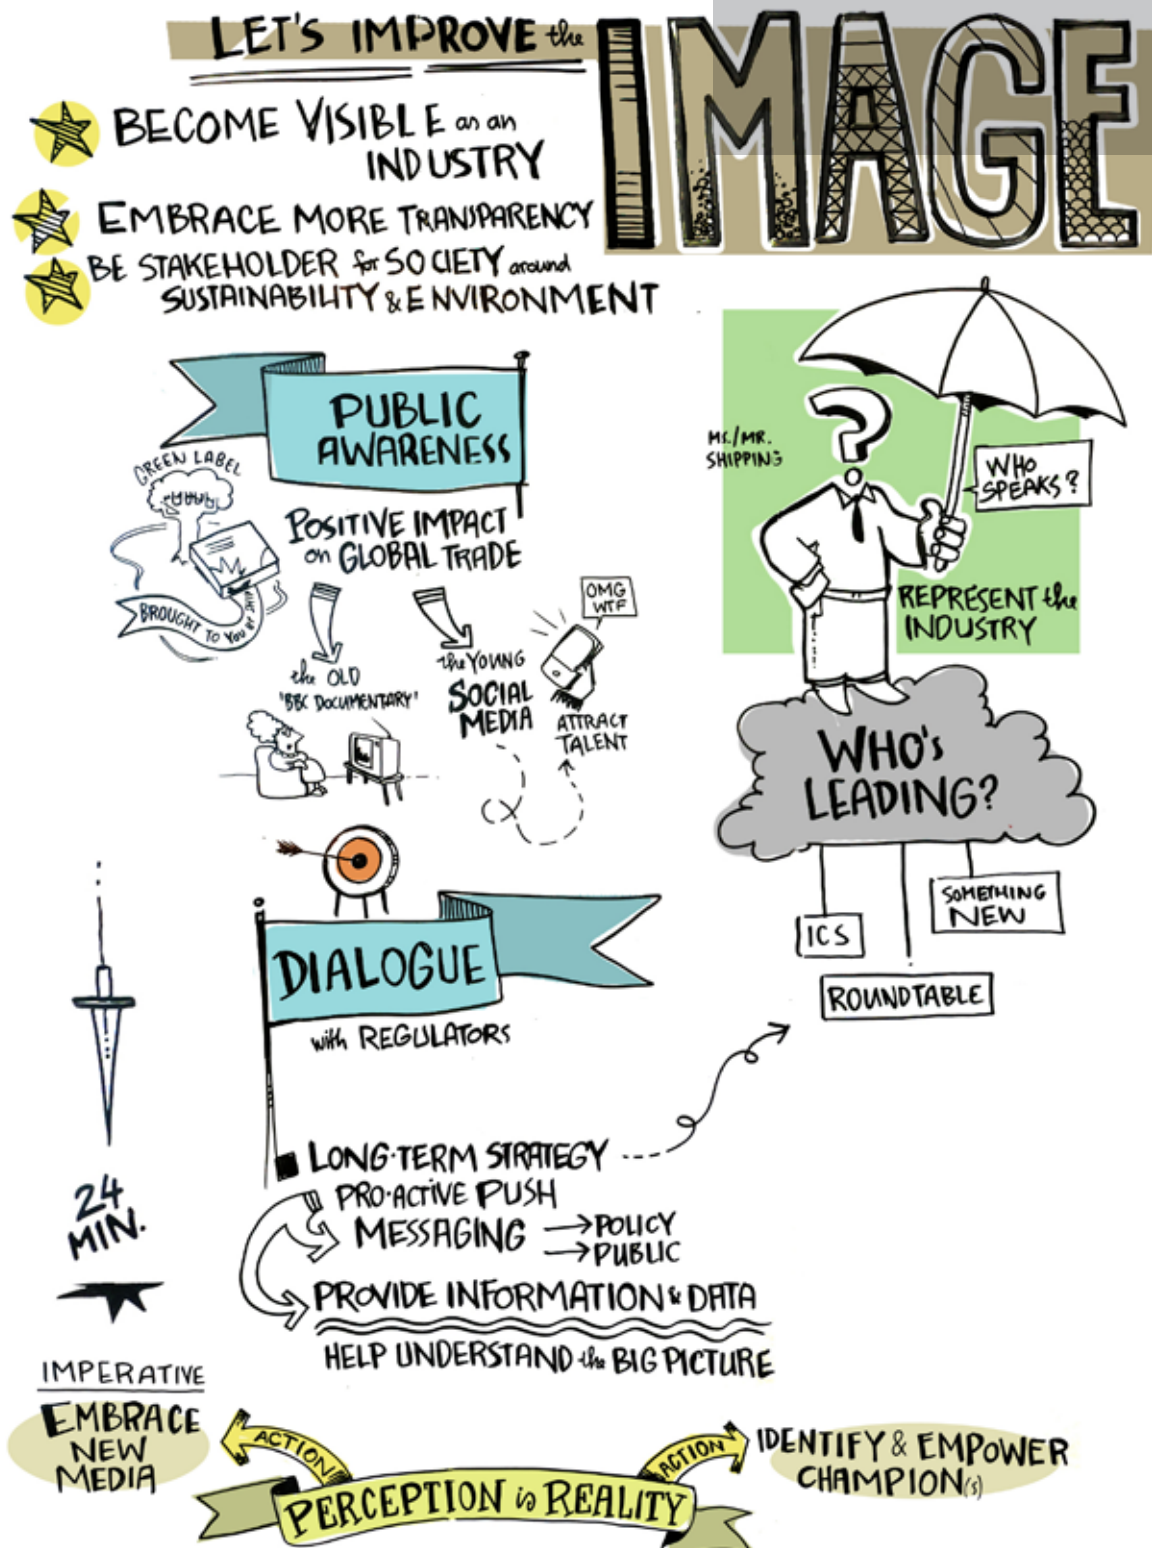 LET'S IMPROVE the
IMAGE
BECOME VISIBLE as an
INDUSTRY
EMBRACE MORE TRANSPARENCY
BE STAKEHOLDER for SOCIETY around
SUSTAINABILITY & ENVIRONMENT
PUBLIC
AWARENESS
GREEN LABEL
BROUGHT TO YOU BY
POSITIVE IMPACT
on GLOBAL TRADE
the OLD
"BBC DOCUMENTARY"
the YOUNG
SOCIAL
MEDIA
OMG
WTF
ATTRACT
TALENT
MS./MR.
SHIPPING
WHO
SPEAKS?
REPRESENT the
INDUSTRY
WHO's
LEADING?
ICS
SOMETHING
NEW
ROUNDTABLE
DIALOGUE
with REGULATORS
LONG-TERM STRATEGY
PRO-ACTIVE PUSH
MESSAGING → POLICY
→ PUBLIC
PROVIDE INFORMATION & DATA
HELP UNDERSTAND the BIG PICTURE
24
MIN.
IMPERATIVE
EMBRACE
NEW
MEDIA
ACTION
PERCEPTION is REALITY
ACTION
IDENTIFY & EMPOWER
CHAMPION(s)